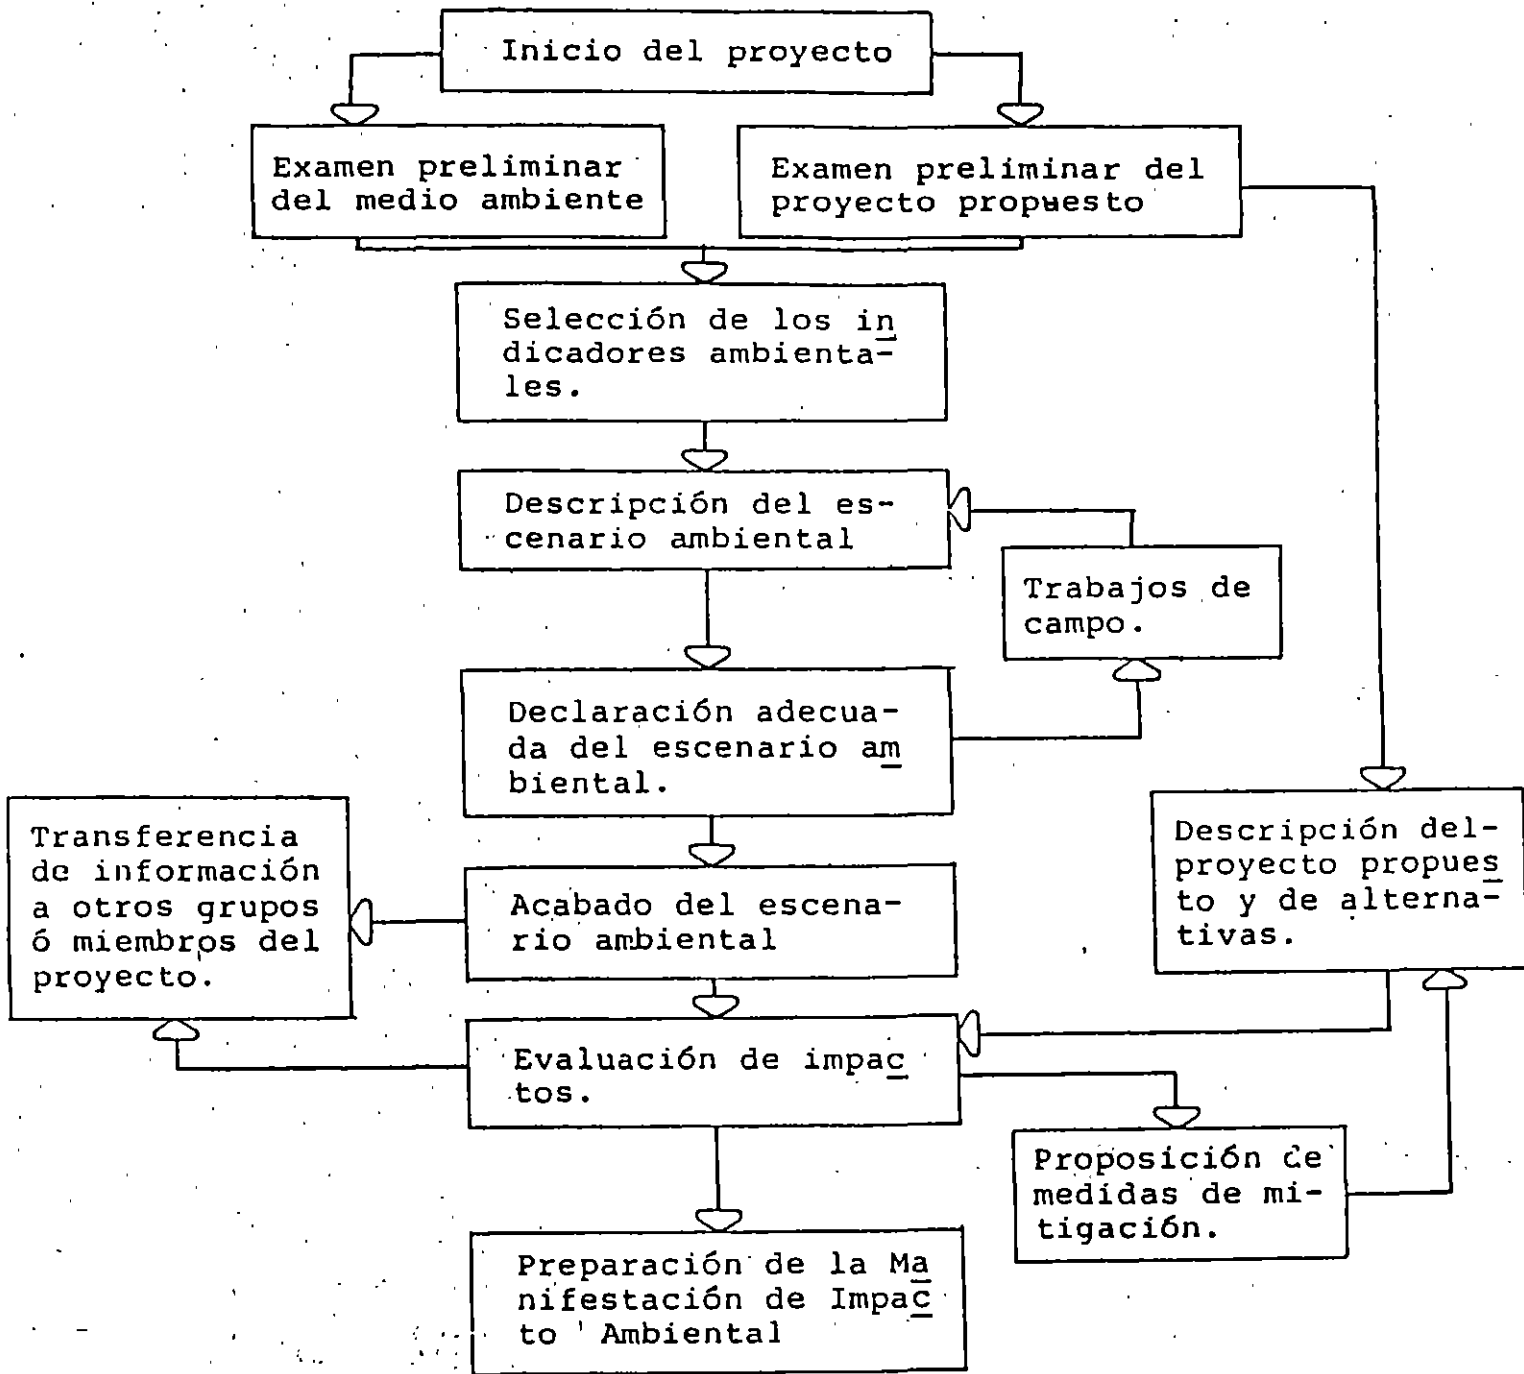 Inicio del proyecto
Examen preliminar
del medio ambiente
Examen preliminar del
proyecto propuesto
Selección de los in
dicadores ambienta-
les.
Descripción del es-
cenario ambiental
Trabajos de
campo.
Declaración adecua-
da del escenario am
biental.
Transferencia
de información
a otros grupos
ó miembros del
proyecto.
Acabado del escena-
rio ambiental
Descripción del-
proyecto propues
to y de alterna-
tivas.
Evaluación de impac
tos.
Proposición de
medidas de mi-
tigación.
Preparación de la Ma
nifestación de Impac
to Ambiental